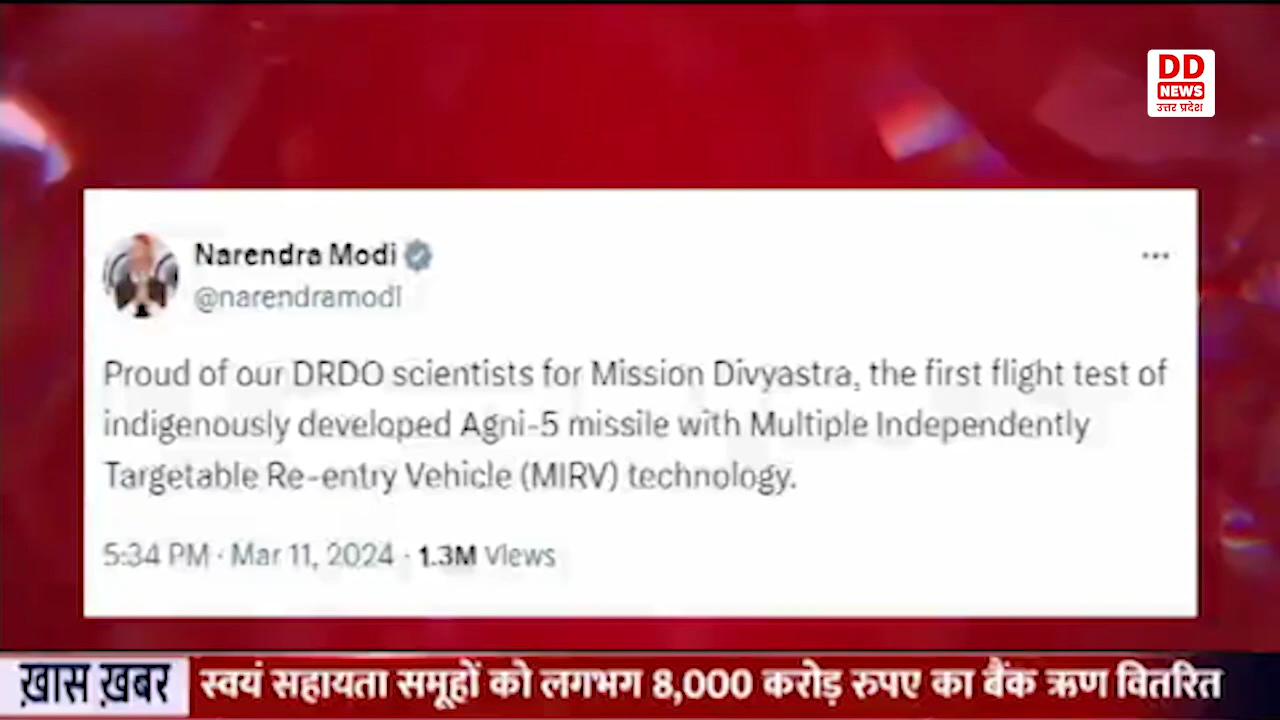 DD
NEWS
उत्तर प्रदेश
Narendra Modi
@narendramodi
Proud of our DRDO scientists for Mission Divyastra, the first flight test of
indigenously developed Agni-5 missile with Multiple Independently
Targetable Re-entry Vehicle (MIRV) technology.
5:34 PM · Mar 11, 2024 · 1.3M Views
ख़ास ख़बर स्वयं सहायता समूहों को लगभग 8,000 करोड़ रुपए का बैंक ऋण वितरित